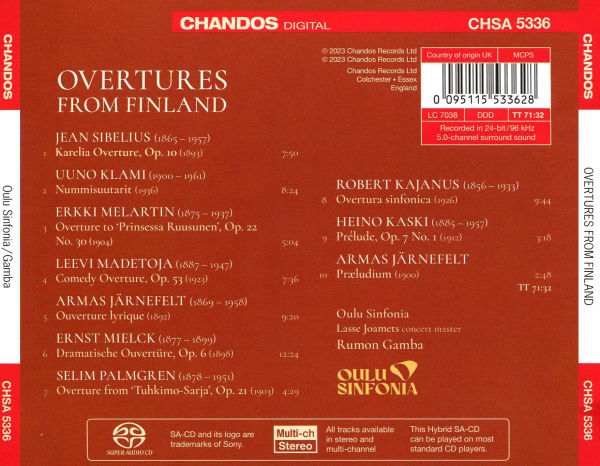 CHANDOS DIGITAL
CHSA 5336
OVERTURES
FROM FINLAND
JEAN SIBELIUS (1865 – 1957)
1 Karelia Overture, Op. 10 (1893) 7:50
UUNO KLAMI (1900 – 1961)
2 Nummisuutarit (1936) 8:24
ERKKI MELARTIN (1875 – 1937)
3 Overture to ‘Prinsessa Ruusunen’, Op. 22
No. 30 (1904) 5:04
LEEVI MADETOJA (1887 – 1947)
4 Comedy Overture, Op. 53 (1923) 7:36
ARMAS JÄRNEFELT (1869 – 1958)
5 Ouverture lyrique (1892) 9:20
ERNST MIELCK (1877 – 1899)
6 Dramatische Ouvertüre, Op. 6 (1898) 12:24
SELIM PALMGREN (1878 – 1951)
7 Overture from ‘Tuhkimo-Sarja’, Op. 21 (1903) 4:29
℗ 2023 Chandos Records Ltd
© 2023 Chandos Records Ltd
Chandos Records Ltd
Colchester • Essex
England
Country of origin UK MCPS
0 095115 533628
LC 7038 DDD TT 71:32
Recorded in 24-bit / 96 kHz
5.0-channel surround sound
ROBERT KAJANUS (1856 – 1933)
8 Overtura sinfonica (1926) 9:44
HEINO KASKI (1885 – 1957)
9 Prélude, Op. 7 No. 1 (1912) 3:18
ARMAS JÄRNEFELT
10 Præludium (1900) 2:48
TT 71:32
Oulu Sinfonia
Lasse Joamets concert master
Rumon Gamba
OULU
SINFONIA
SUPER AUDIO CD
SA-CD and its logo are
trademarks of Sony.
Multi-ch
Stereo
All tracks available
in stereo and
multi-channel
This Hybrid SA-CD
can be played on most
standard CD players.
CHANDOS
Oulu Sinfonia / Gamba
CHSA 5336
CHANDOS
OVERTURES FROM FINLAND
CHSA 5336